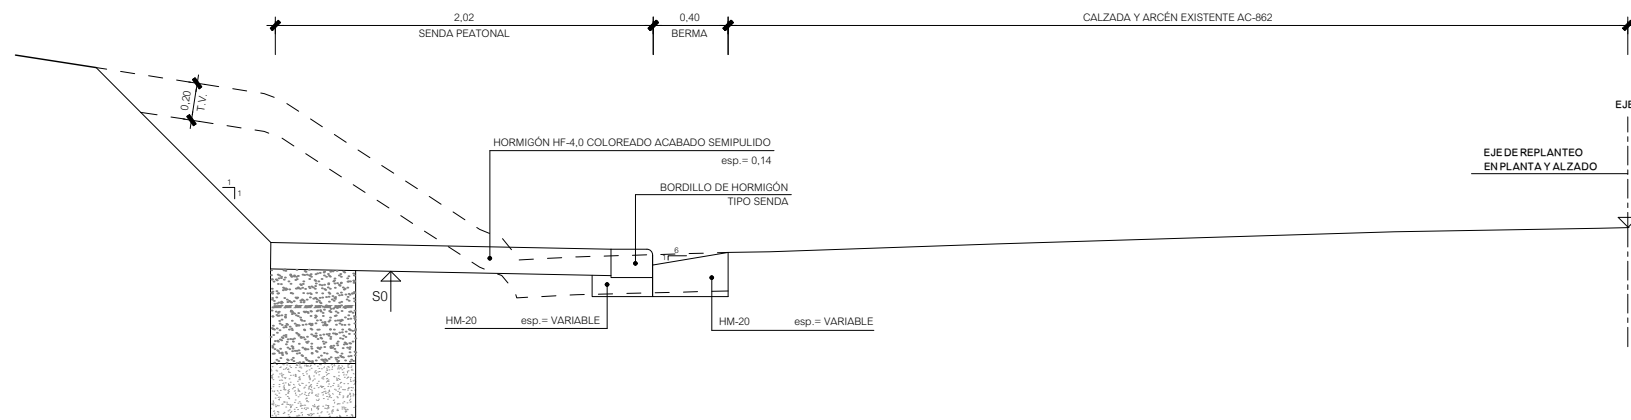 2,02
0,40
CALZADA Y ARCÉN EXISTENTE AC-862
SENDA PEATONAL
BERMA
0,20
T.V.
EJE
HORMIGÓN HF-4,0 COLOREADO ACABADO SEMIPULIDO
esp.= 0,14
EJE DE REPLANTEO
EN PLANTA Y ALZADO
BORDILLO DE HORMIGÓN
TIPO SENDA
1
1
6
1
S0
HM-20 esp.= VARIABLE
HM-20 esp.= VARIABLE